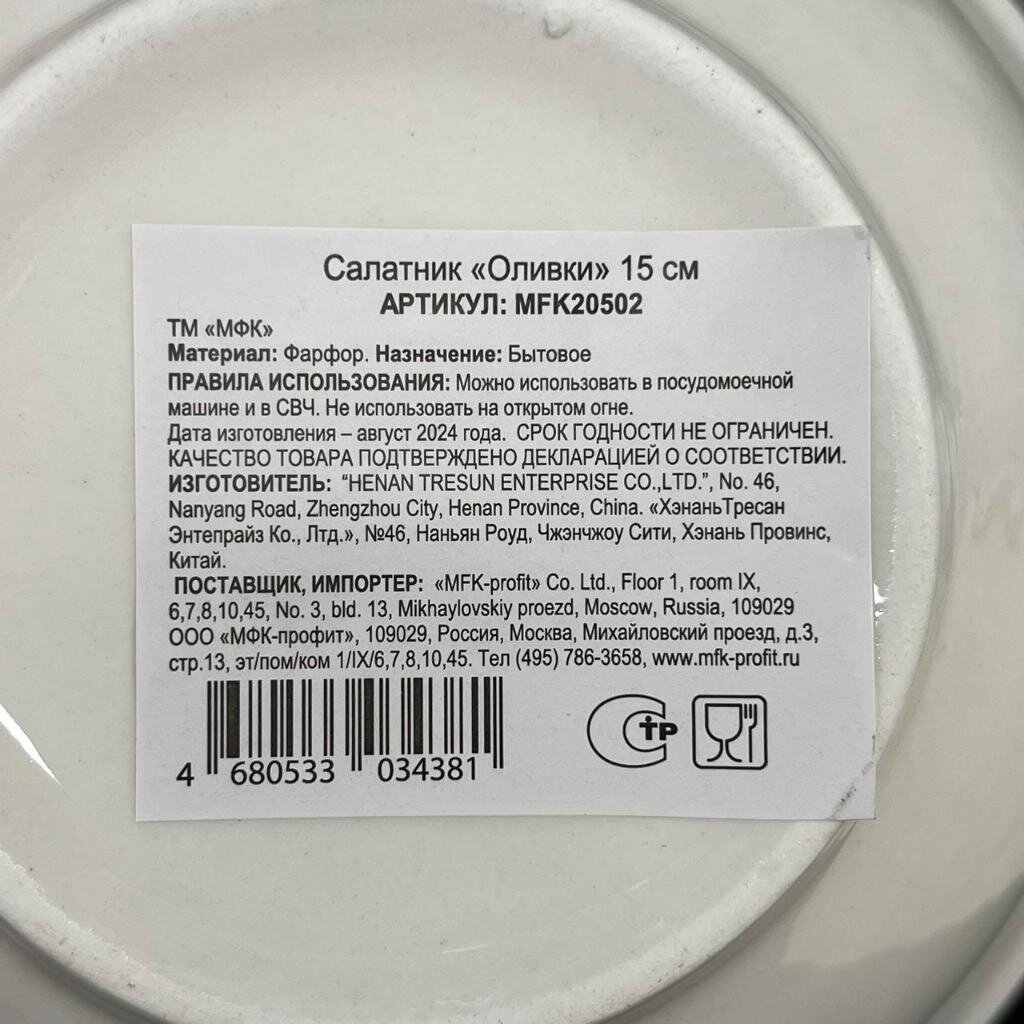 Салатник «Оливки» 15 см
АРТИКУЛ: MFK20502
ТМ «МФК»
Материал: Фарфор. Назначение: Бытовое
ПРАВИЛА ИСПОЛЬЗОВАНИЯ: Можно использовать в посудомоечной
машине и в СВЧ. Не использовать на открытом огне.
Дата изготовления – август 2024 года. СРОК ГОДНОСТИ НЕ ОГРАНИЧЕН.
КАЧЕСТВО ТОВАРА ПОДТВЕРЖДЕНО ДЕКЛАРАЦИЕЙ О СООТВЕТСТВИИ.
ИЗГОТОВИТЕЛЬ: “HENAN TRESUN ENTERPRISE CO.,LTD.”, No. 46,
Nanyang Road, Zhengzhou City, Henan Province, China. «ХэнаньТресан
Энтепрайз Ко., Лтд.», №46, Наньян Роуд, Чжэнчжоу Сити, Хэнань Провинс,
Китай.
ПОСТАВЩИК, ИМПОРТЕР: «MFK-profit» Co. Ltd., Floor 1, room IX,
6,7,8,10,45, No. 3, bld. 13, Mikhaylovskiy proezd, Moscow, Russia, 109029
ООО «МФК-профит», 109029, Россия, Москва, Михайловский проезд, д.3,
стр.13, эт/пом/ком 1/IX/6,7,8,10,45. Тел (495) 786-3658, www.mfk-profit.ru
4 680533 034381
СТР